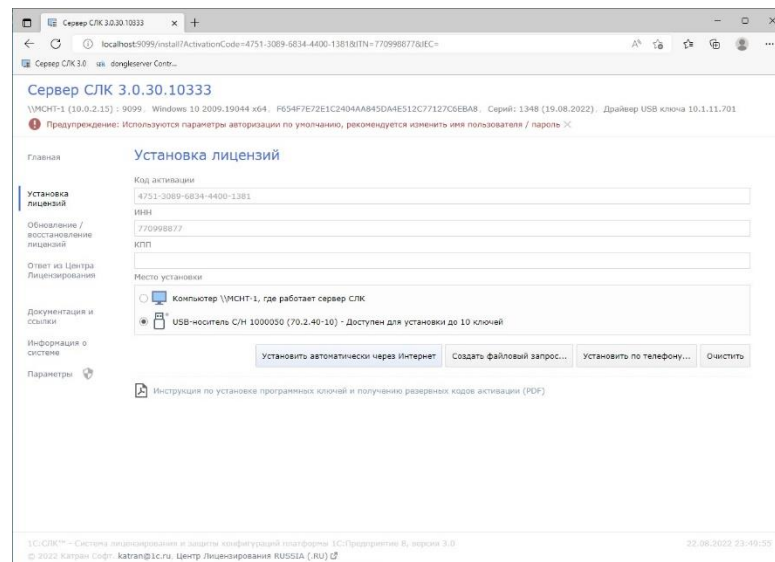 Сервер СЛК 3.0.30.10333
localhost:9099/install?ActivationCode=4751-3089-6834-4400-1381&ITN=770998877&IEC=
Сервер СЛК 3.0 dongleserver Contr...
Сервер СЛК 3.0.30.10333
\\МСНТ-1 (10.0.2.15) : 9099, Windows 10 2009.19044 x64, F654F7E72E1C2404AA845DA4E512C77127C6EBA8, Серий: 1348 (19.08.2022), Драйвер USB ключа 10.1.11.701
Предупреждение: Используются параметры авторизации по умолчанию, рекомендуется изменить имя пользователя / пароль
Главная
Установка лицензий
Обновление / восстановление лицензий
Ответ из Центра Лицензирования
Документация и ссылки
Информация о системе
Параметры
Установка лицензий
Код активации
4751-3089-6834-4400-1381
ИНН
770998877
КПП
Место установки
Компьютер \\МСНТ-1, где работает сервер СЛК
USB-носитель С/Н 1000050 (70.2.40-10) - Доступен для установки до 10 ключей
Установить автоматически через Интернет Создать файловый запрос... Установить по телефону... Очистить
Инструкция по установке программных ключей и получению резервных кодов активации (PDF)
1С:СЛК™ – Система лицензирования и защиты конфигураций платформы 1С:Предприятие 8, версия 3.0
22.08.2022 23:49:55
© 2022 Катран Софт, katran@1c.ru, Центр Лицензирования RUSSIA (.RU)